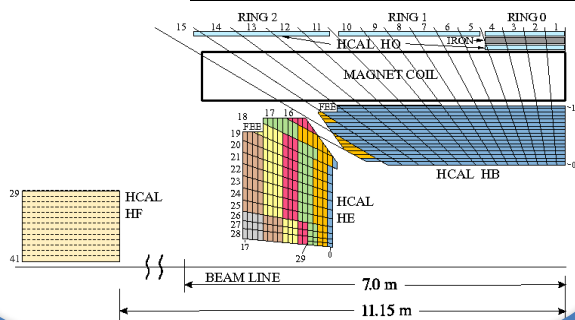 RING 2 RING 1 RING 0
15 14 13 12 11 10 9 8 7 6 5 4 3 2 1
HCAL HO IRON
MAGNET COIL
FEE
18 17 16
FEE
19
20
21
22
23
24
25
26
27
28
17
29
0
HCAL
HE
HCAL HB
29
41
HCAL
HF
BEAM LINE
7.0 m
11.15 m